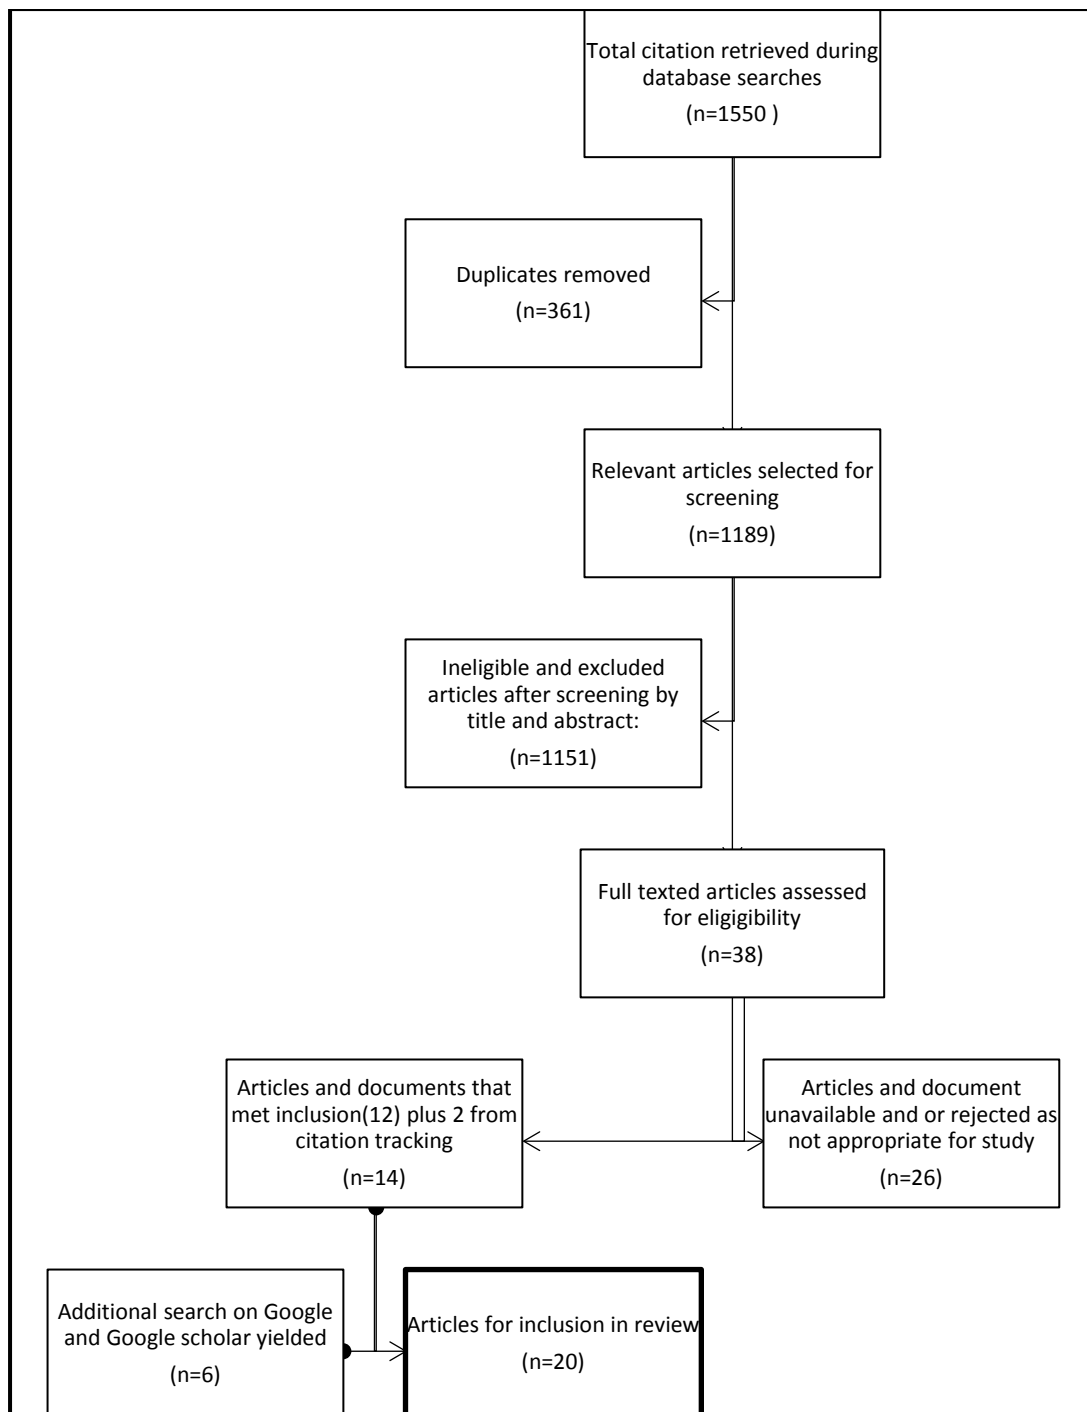 Total citation retrieved during
database searches
(n=1550 )
Duplicates removed
(n=361)
Relevant articles selected for
screening
(n=1189)
Ineligible and excluded
articles after screening by
title and abstract:
(n=1151)
Full texted articles assessed
for eligigibility
(n=38)
Articles and documents that
met inclusion(12) plus 2 from
citation tracking
(n=14)
Articles and document
unavailable and or rejected as
not appropriate for study
(n=26)
Additional search on Google
and Google scholar yielded
(n=6)
Articles for inclusion in review
(n=20)